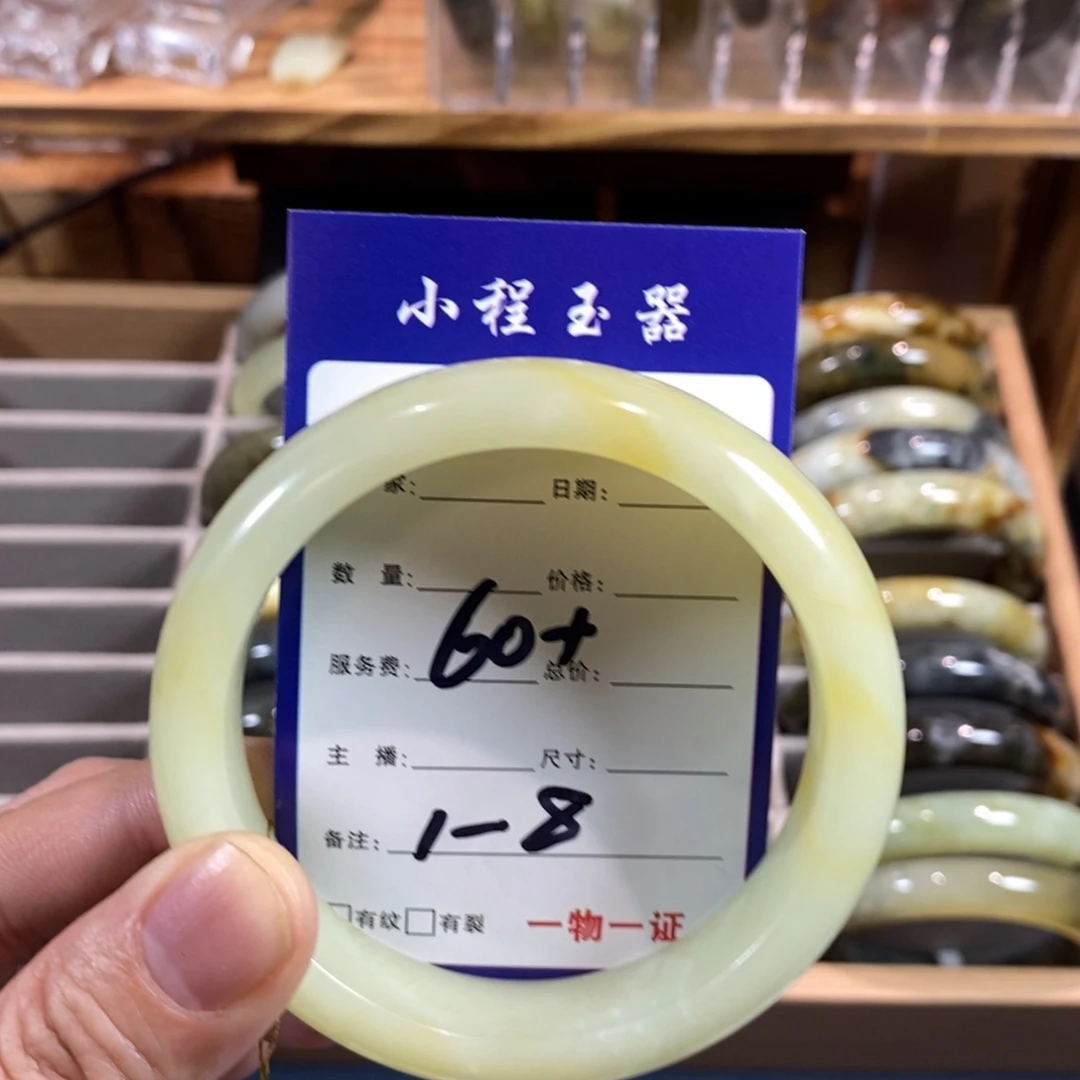 小程玉器
家: 日期:
数 量: 价格:
60+
服务费: 总价:
主 播: 尺寸:
1-8
备注:
有纹 有裂 一物一证